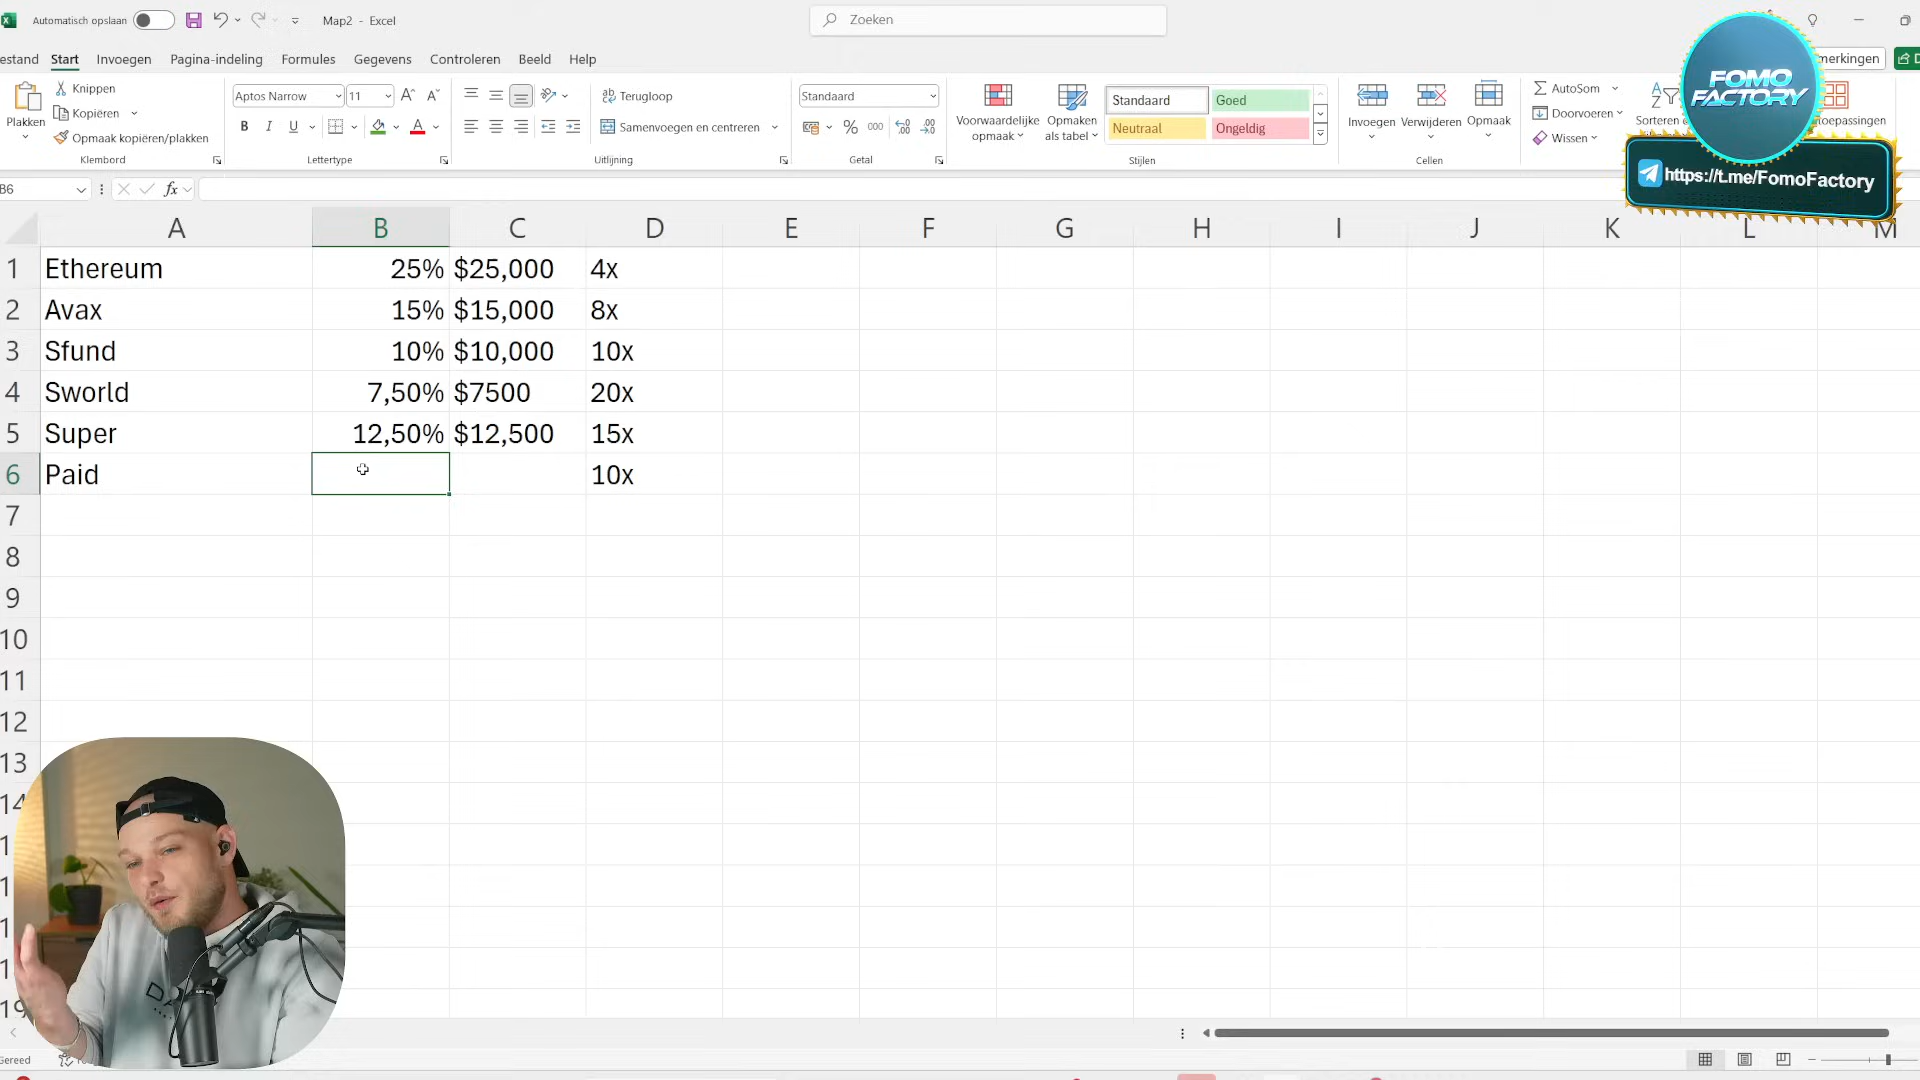 Automatisch opslaan
Map2 - Excel
Zoeken
estand Start Invoegen Pagina-indeling Formules Gegevens Controleren Beeld Help
merkingen
Plakken
Knippen
Kopiëren
Opmaak kopiëren/plakken
Klembord
Aptos Narrow 11
B I U
Lettertype
Terugloop
Samenvoegen en centreren
Uitlijning
Standaard
% 000
Getal
Voorwaardelijke
opmaak
Opmaken
als tabel
Standaard Goed
Neutraal Ongeldig
Stijlen
Invoegen Verwijderen Opmaak
Cellen
AutoSom
Doorvoeren
Wissen
Sorteren
toepassingen
FOMO
FACTORY
https://t.me/FomoFactory
B6 fx
A B C D E F G H I J K L M
1 Ethereum 25% $25,000 4x
2 Avax 15% $15,000 8x
3 Sfund 10% $10,000 10x
4 Sworld 7,50% $7500 20x
5 Super 12,50% $12,500 15x
6 Paid 10x
7
8
9
10
11
12
13
14
19
Gereed